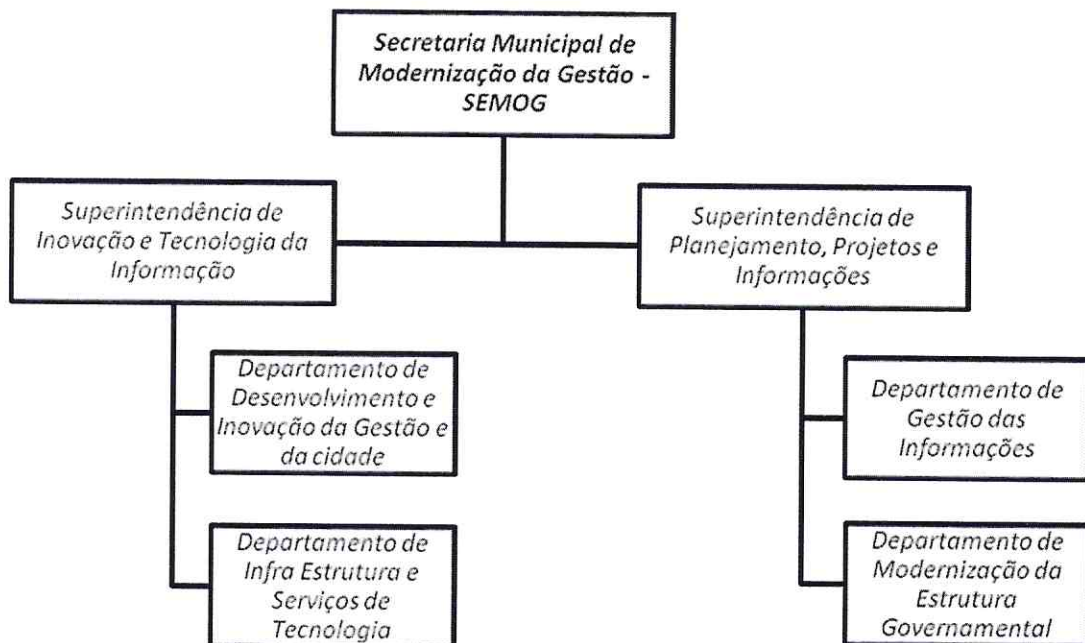 Secretaria Municipal de
Modernização da Gestão -
SEMOG
Superintendência de
Inovação e Tecnologia da
Informação
Superintendência de
Planejamento, Projetos e
Informações
Departamento de
Desenvolvimento e
Inovação da Gestão e
da cidade
Departamento de
Gestão das
Informações
Departamento de
Infra Estrutura e
Serviços de
Tecnologia
Departamento de
Modernização da
Estrutura
Governamental